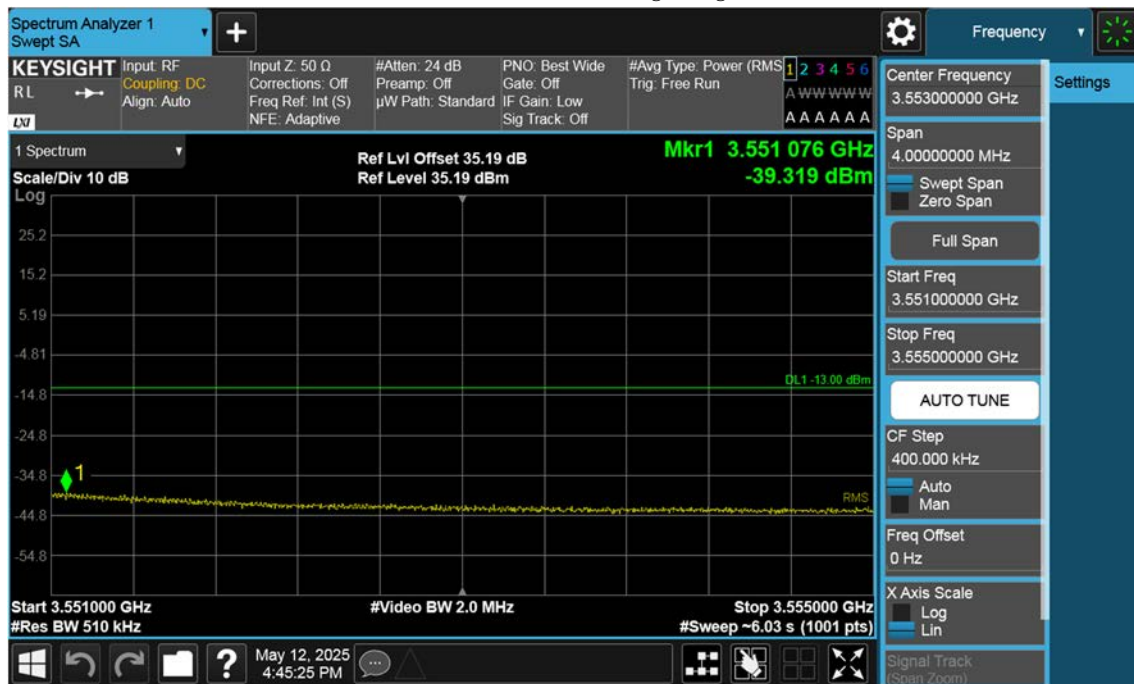 Spectrum Analyzer 1
Swept SA
+
Frequency
KEYSIGHT
RL
LXI
Input: RF
Coupling: DC
Align: Auto
Input Z: 50 Ω
Corrections: Off
Freq Ref: Int (S)
NFE: Adaptive
#Atten: 24 dB
Preamp: Off
µW Path: Standard
PNO: Best Wide
Gate: Off
IF Gain: Low
Sig Track: Off
#Avg Type: Power (RMS
Trig: Free Run
1 2 3 4 5 6
A W W W W W
A A A A A A
1 Spectrum
Scale/Div 10 dB
Log
Ref Lvl Offset 35.19 dB
Ref Level 35.19 dBm
Mkr1 3.551 076 GHz
-39.319 dBm
25.2
15.2
5.19
-4.81
DL1 -13.00 dBm
-14.8
-24.8
-34.8
1
RMS
-44.8
-54.8
Start 3.551000 GHz
#Res BW 510 kHz
#Video BW 2.0 MHz
Stop 3.555000 GHz
#Sweep ~6.03 s (1001 pts)
?
May 12, 2025
4:45:25 PM
Center Frequency
3.553000000 GHz
Settings
Span
4.00000000 MHz
Swept Span
Zero Span
Full Span
Start Freq
3.551000000 GHz
Stop Freq
3.555000000 GHz
AUTO TUNE
CF Step
400.000 kHz
Auto
Man
Freq Offset
0 Hz
X Axis Scale
Log
Lin
Signal Track
(Span Zoom)